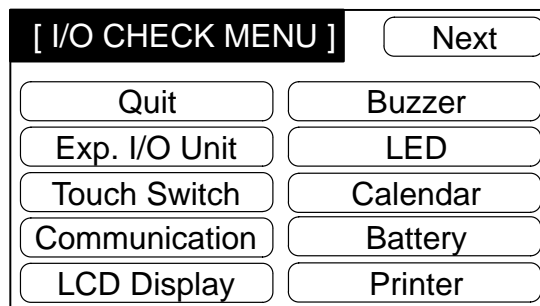 [ I/O CHECK MENU ] Next
Quit Buzzer
Exp. I/O Unit LED
Touch Switch Calendar
Communication Battery
LCD Display Printer